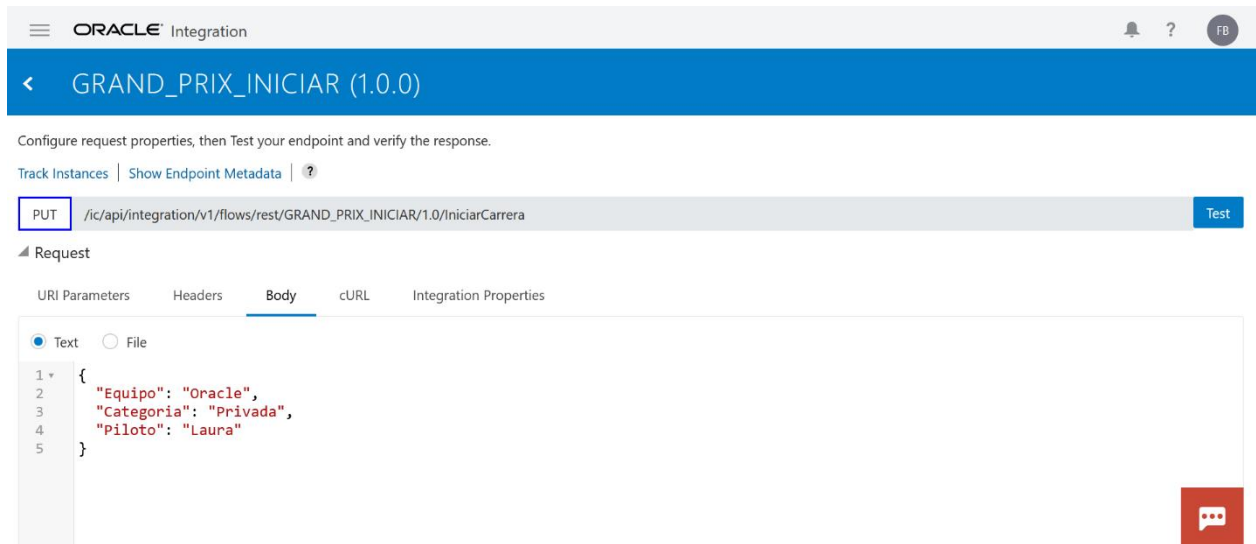 ORACLE Integration
? FB
GRAND_PRIX_INICIAR (1.0.0)
Configure request properties, then Test your endpoint and verify the response.
Track Instances | Show Endpoint Metadata | ?
PUT /ic/api/integration/v1/flows/rest/GRAND_PRIX_INICIAR/1.0/IniciarCarrera Test
Request
URI Parameters Headers Body cURL Integration Properties
Text File
1 {
2 "Equipo": "Oracle",
3 "Categoria": "Privada",
4 "Piloto": "Laura"
5 }